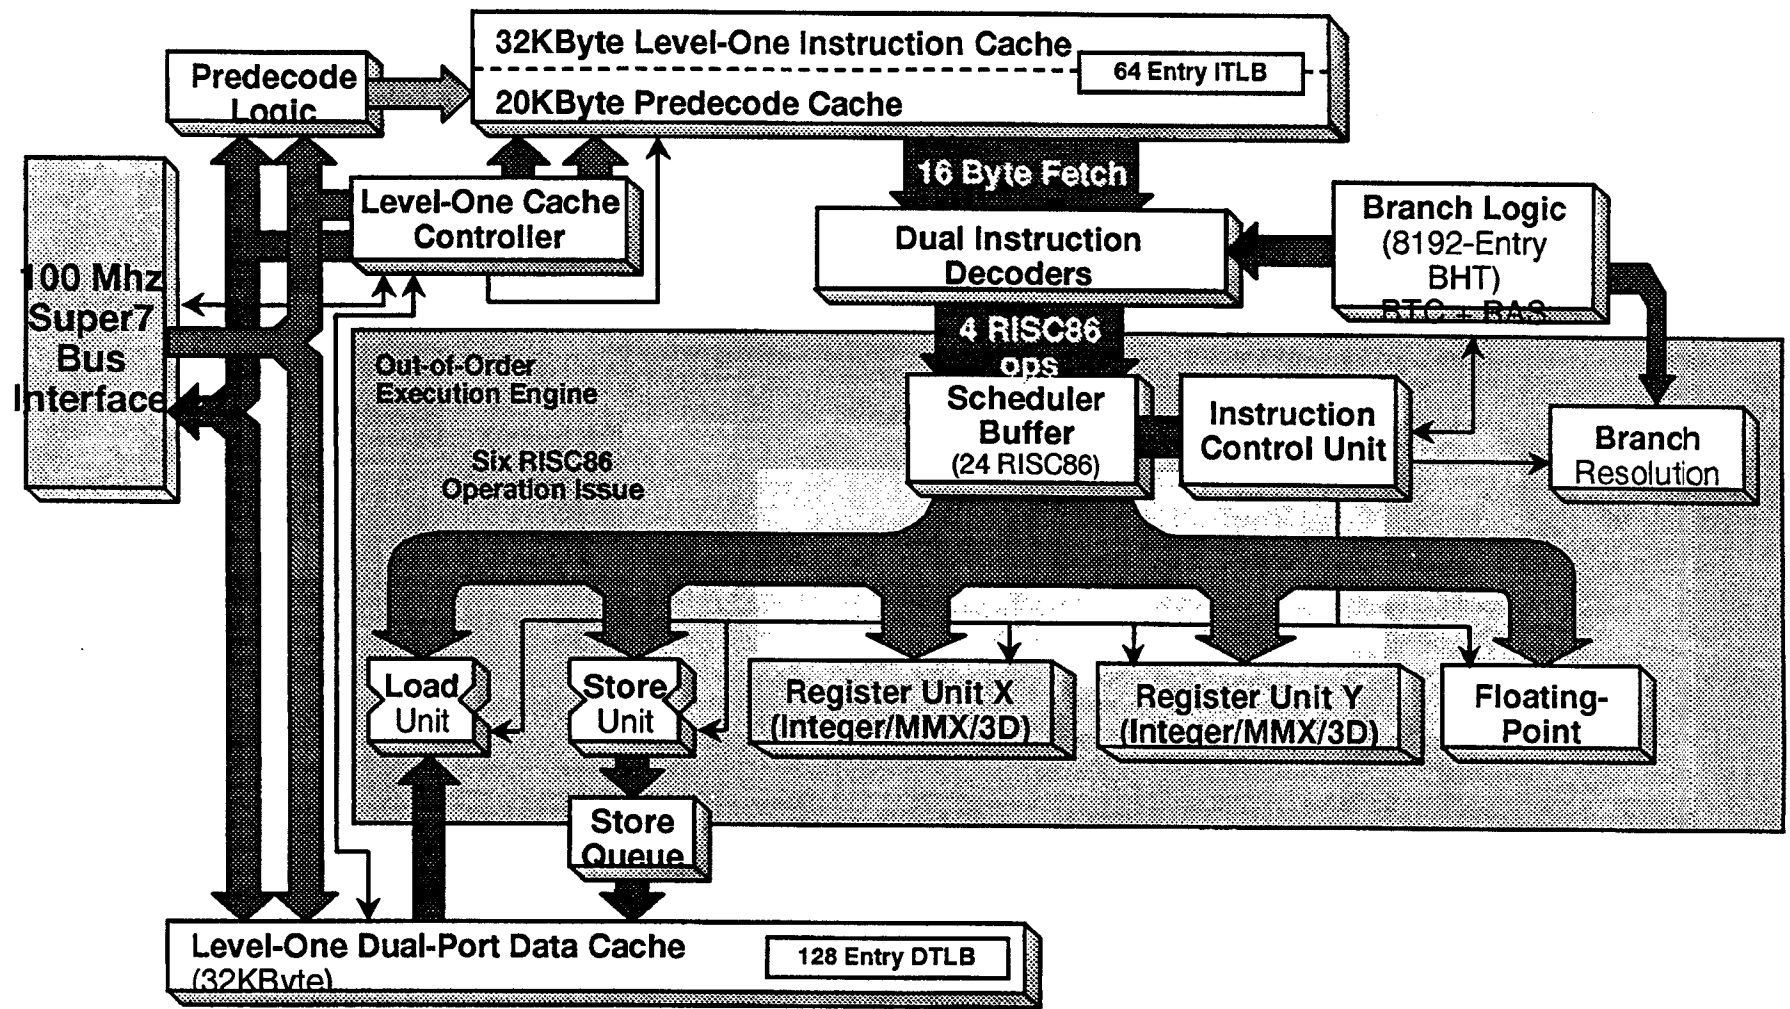 32KByte Level-One Instruction Cache
64 Entry ITLB
20KByte Predecode Cache
Predecode
Logic
16 Byte Fetch
Level-One Cache
Controller
Dual Instruction
Decoders
Branch Logic
(8192-Entry
BHT)
BTC + RAS
100 Mhz
Super7
Bus
Interface
4 RISC86
ops
Out-of-Order
Execution Engine
Scheduler
Buffer
(24 RISC86)
Instruction
Control Unit
Branch
Resolution
Six RISC86
Operation Issue
Load
Unit
Store
Unit
Register Unit X
(Integer/MMX/3D)
Register Unit Y
(Integer/MMX/3D)
Floating-
Point
Store
Queue
Level-One Dual-Port Data Cache
(32KByte)
128 Entry DTLB